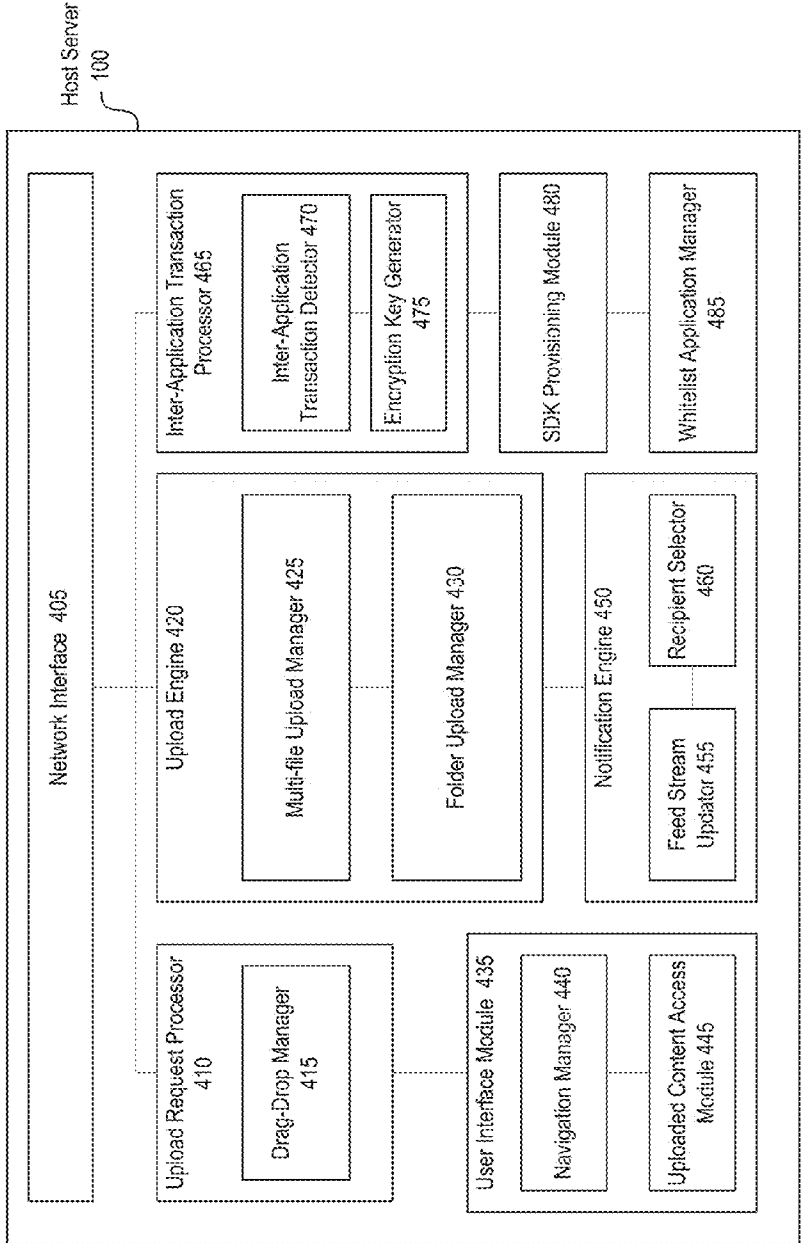 Host Server
100
Network Interface 405
Upload Request Processor
410
Drag-Drop Manager
415
User Interface Module 435
Navigation Manager 440
Uploaded Content Access
Module 445
Upload Engine 420
Multi-file Upload Manager 425
Folder Upload Manager 430
Notification Engine 450
Feed Stream
Updator 455
Recipient Selector
460
Inter-Application Transaction
Processor 465
Inter-Application
Transaction Detector 470
Encryption Key Generator
475
SDK Provisioning Module 480
Whitelist Application Manager
485